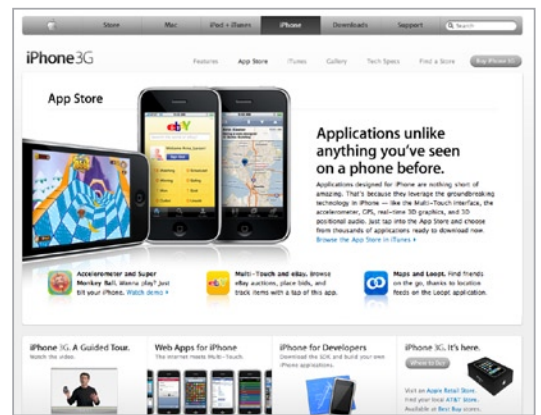 Store Mac iPod + iTunes iPhone Downloads Support Search
iPhone 3G
Features App Store iTunes Gallery Tech Specs Find a Store Buy iPhone 3G
App Store
ebY
Applications unlike
anything you've seen
on a phone before.
Applications designed for iPhone are nothing short of
amazing. That's because they leverage the groundbreaking
technology in iPhone — like the Multi-Touch interface, the
accelerometer, GPS, real-time 3D graphics, and 3D
positional audio. Just tap into the App Store and choose
from thousands of applications ready to download now.
Browse the App Store in iTunes
Accelerometer and Super
Monkey Ball. Wanna play? Just
tilt your iPhone. Watch demo
Multi-Touch and eBay. Browse
eBay auctions, place bids, and
track items with a tap of this app.
Maps and Loopt. Find friends
on the go, thanks to location
feeds on the Loopt application.
iPhone 3G. A Guided Tour.
Watch the video.
Web Apps for iPhone
The internet meets Multi-Touch.
iPhone for Developers
Download the SDK and build your own
iPhone applications.
iPhone 3G. It's here.
Where to buy
Visit an Apple Retail Store.
Find your local AT&T Store.
Available at Best Buy stores.